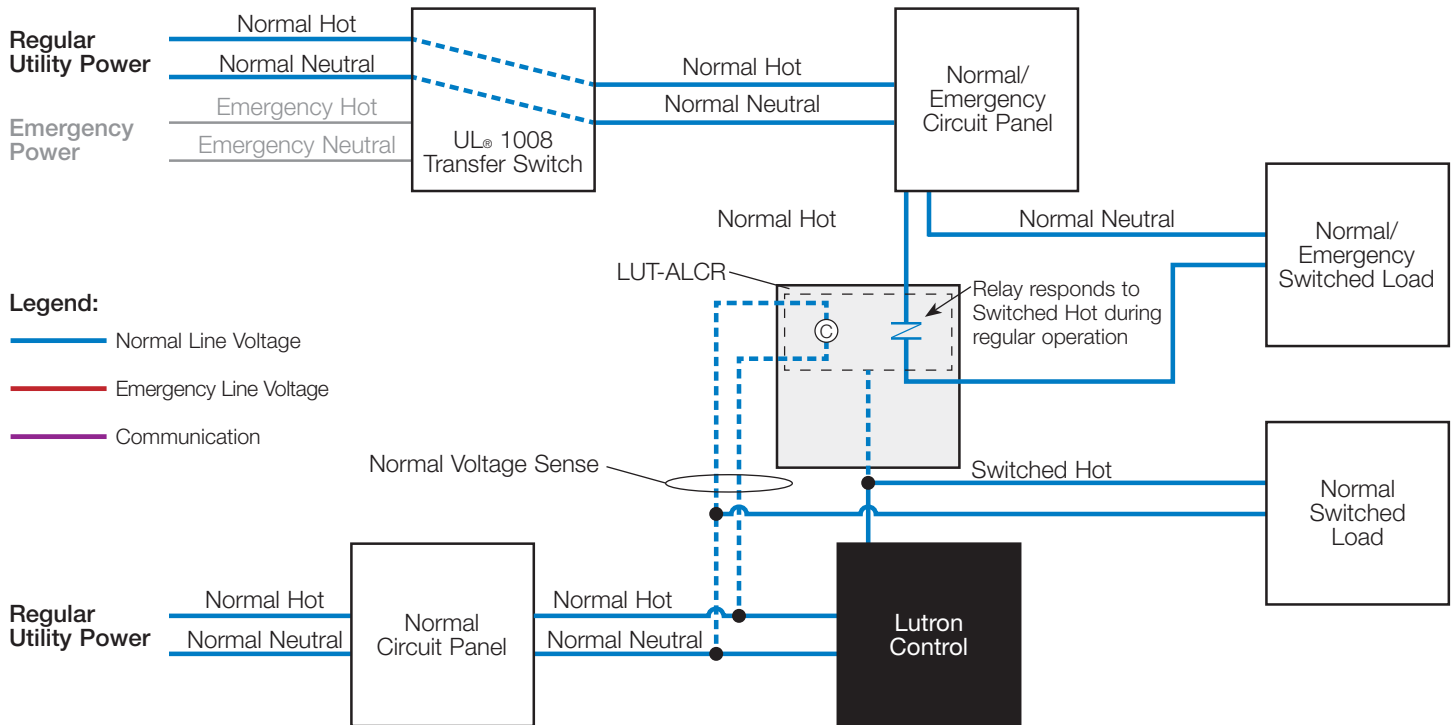 Regular
Utility Power
Normal Hot
Normal Neutral
Emergency
Power
Emergency Hot
Emergency Neutral
UL® 1008
Transfer Switch
Normal Hot
Normal Neutral
Normal/
Emergency
Circuit Panel
Normal Hot
Normal Neutral
Normal/
Emergency
Switched Load
LUT-ALCR
C
Relay responds to
Switched Hot during
regular operation
Legend:
Normal Line Voltage
Emergency Line Voltage
Communication
Normal Voltage Sense
Switched Hot
Normal
Switched
Load
Regular
Utility Power
Normal Hot
Normal Neutral
Normal
Circuit Panel
Normal Hot
Normal Neutral
Lutron
Control